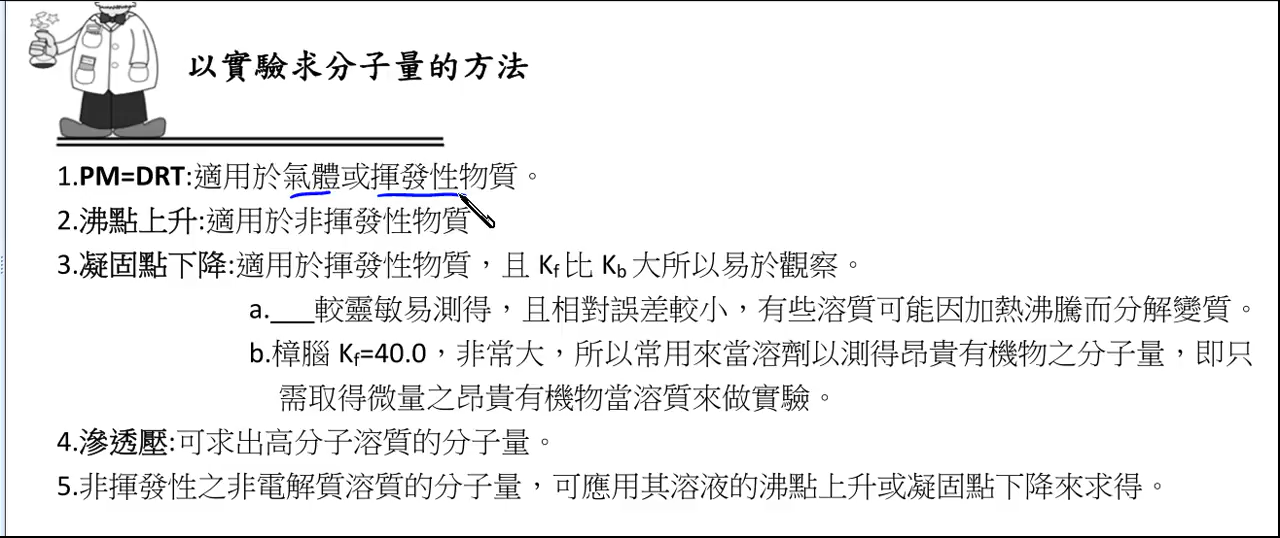 以實驗求分子量的方法
1.PM=DRT:適用於氣體或揮發性物質。
2.沸點上升:適用於非揮發性物質
3.凝固點下降:適用於揮發性物質，且 Kf 比 Kb 大所以易於觀察。
a.___較靈敏易測得，且相對誤差較小，有些溶質可能因加熱沸騰而分解變質。
b.樟腦 Kf=40.0，非常大，所以常用來當溶劑以測得昂貴有機物之分子量，即只
需取得微量之昂貴有機物當溶質來做實驗。
4.滲透壓:可求出高分子溶質的分子量。
5.非揮發性之非電解質溶質的分子量，可應用其溶液的沸點上升或凝固點下降來求得。